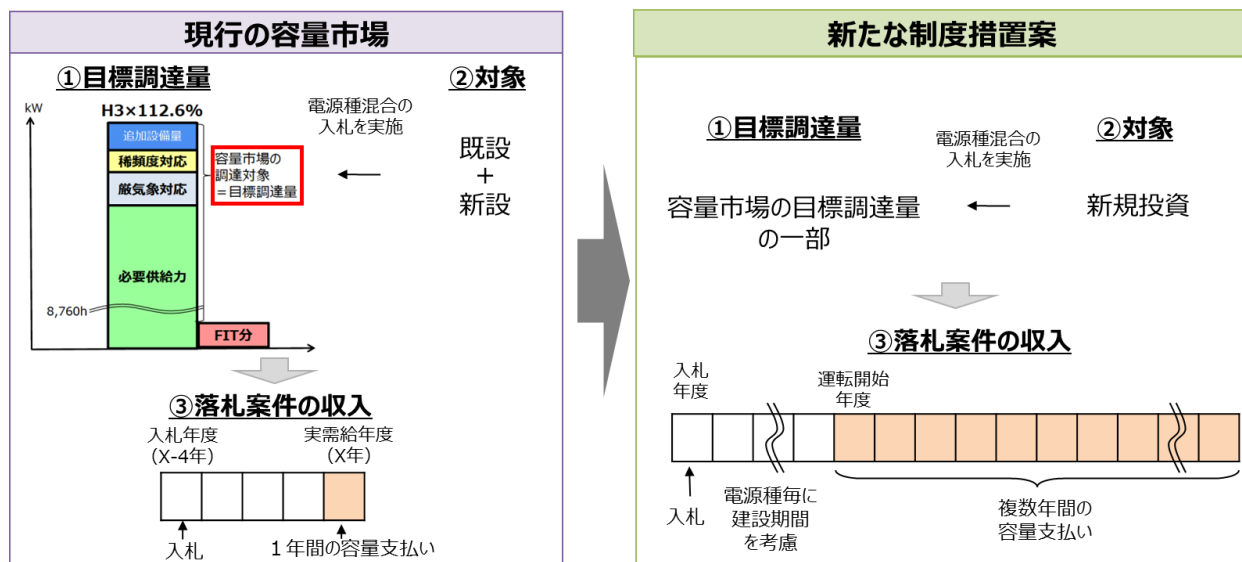 現行の容量市場
①目標調達量
②対象
kW
H3×112.6%
追加設備量
稀頻度対応
厳気象対応
必要供給力
8,760h
FIT分
容量市場の
調達対象
＝目標調達量
電源種混合の
入札を実施
既設
+
新設
③落札案件の収入
入札年度
(X-4年)
実需給年度
(X年)
入札
１年間の容量支払い
新たな制度措置案
①目標調達量
②対象
電源種混合の
入札を実施
容量市場の目標調達量
の一部
新規投資
③落札案件の収入
入札
年度
運転開始
年度
入札
電源種毎に
建設期間
を考慮
複数年間の
容量支払い